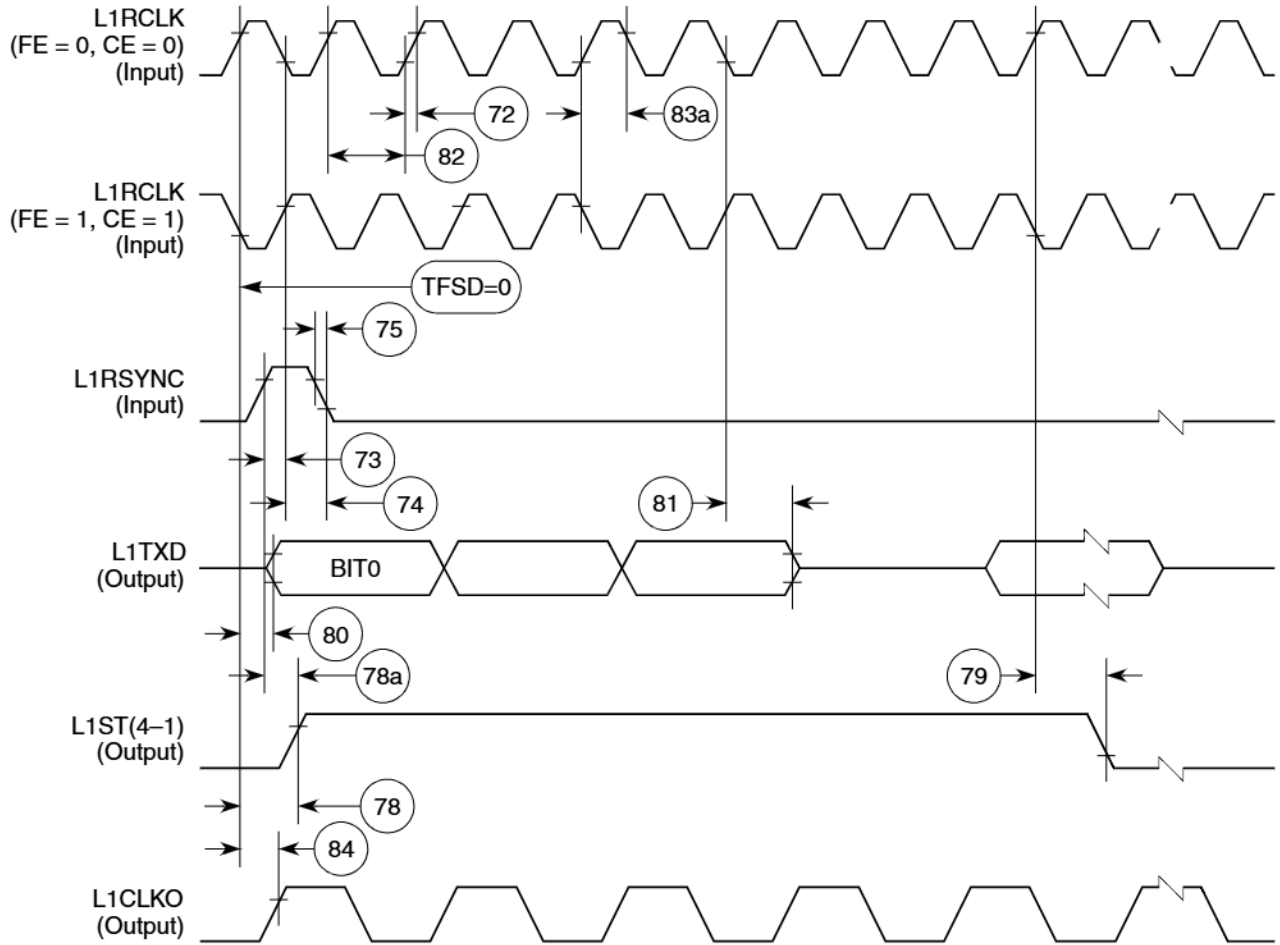 L1RCLK
(FE = 0, CE = 0)
(Input)
72
83a
82
L1RCLK
(FE = 1, CE = 1)
(Input)
TFSD=0
75
L1RSYNC
(Input)
73
74
81
L1TXD
(Output)
BIT0
80
78a
79
L1ST(4–1)
(Output)
78
84
L1CLKO
(Output)